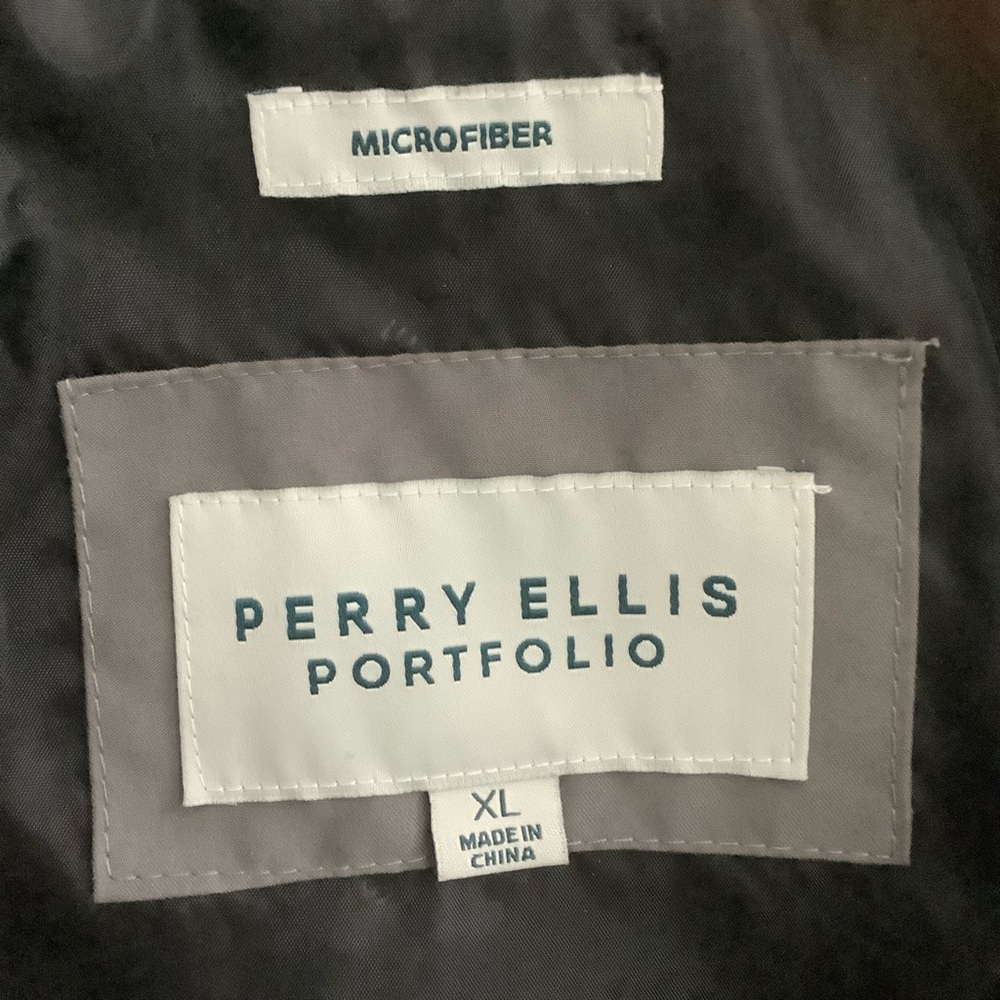 MICROFIBER
PERRY ELLIS
PORTFOLIO
XL
MADE IN
CHINA